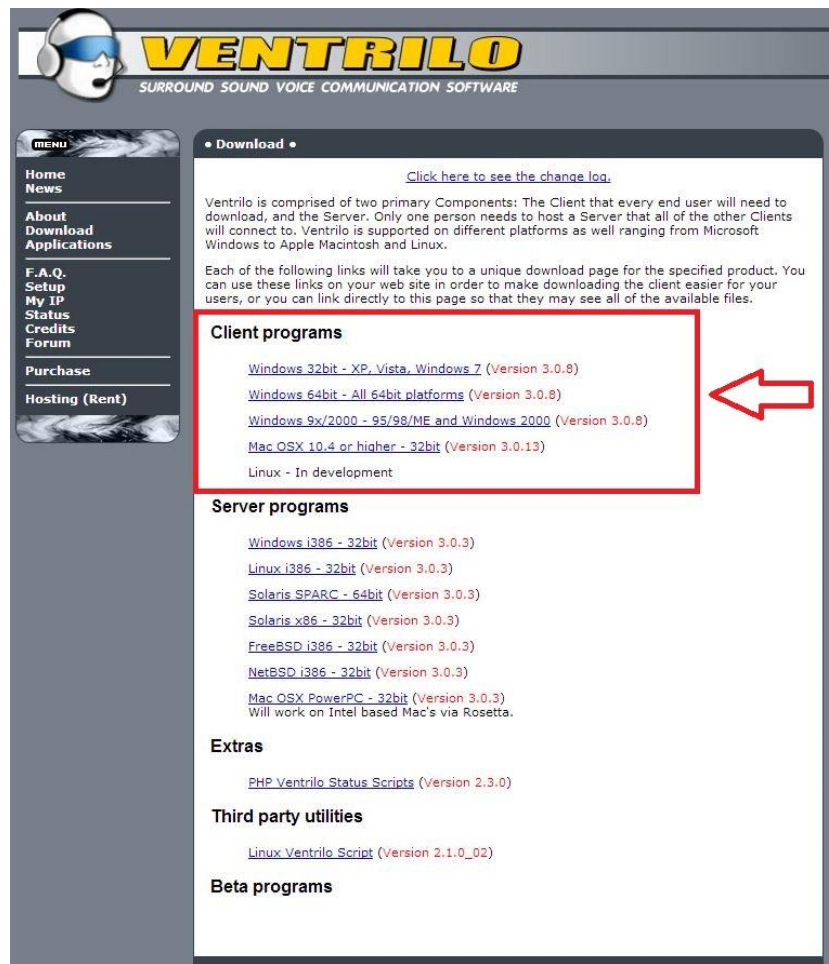 VENTRILO
SURROUND SOUND VOICE COMMUNICATION SOFTWARE
MENU
Home
News
About
Download
Applications
F.A.Q.
Setup
My IP
Status
Credits
Forum
Purchase
Hosting (Rent)
• Download •
Click here to see the change log.
Ventrilo is comprised of two primary Components: The Client that every end user will need to
download, and the Server. Only one person needs to host a Server that all of the other Clients
will connect to. Ventrilo is supported on different platforms as well ranging from Microsoft
Windows to Apple Macintosh and Linux.
Each of the following links will take you to a unique download page for the specified product. You
can use these links on your web site in order to make downloading the client easier for your
users, or you can link directly to this page so that they may see all of the available files.
Client programs
Windows 32bit - XP, Vista, Windows 7 (Version 3.0.8)
Windows 64bit - All 64bit platforms (Version 3.0.8)
Windows 9x/2000 - 95/98/ME and Windows 2000 (Version 3.0.8)
Mac OSX 10.4 or higher - 32bit (Version 3.0.13)
Linux - In development
Server programs
Windows i386 - 32bit (Version 3.0.3)
Linux i386 - 32bit (Version 3.0.3)
Solaris SPARC - 64bit (Version 3.0.3)
Solaris x86 - 32bit (Version 3.0.3)
FreeBSD i386 - 32bit (Version 3.0.3)
NetBSD i386 - 32bit (Version 3.0.3)
Mac OSX PowerPC - 32bit (Version 3.0.3)
Will work on Intel based Mac's via Rosetta.
Extras
PHP Ventrilo Status Scripts (Version 2.3.0)
Third party utilities
Linux Ventrilo Script (Version 2.1.0_02)
Beta programs